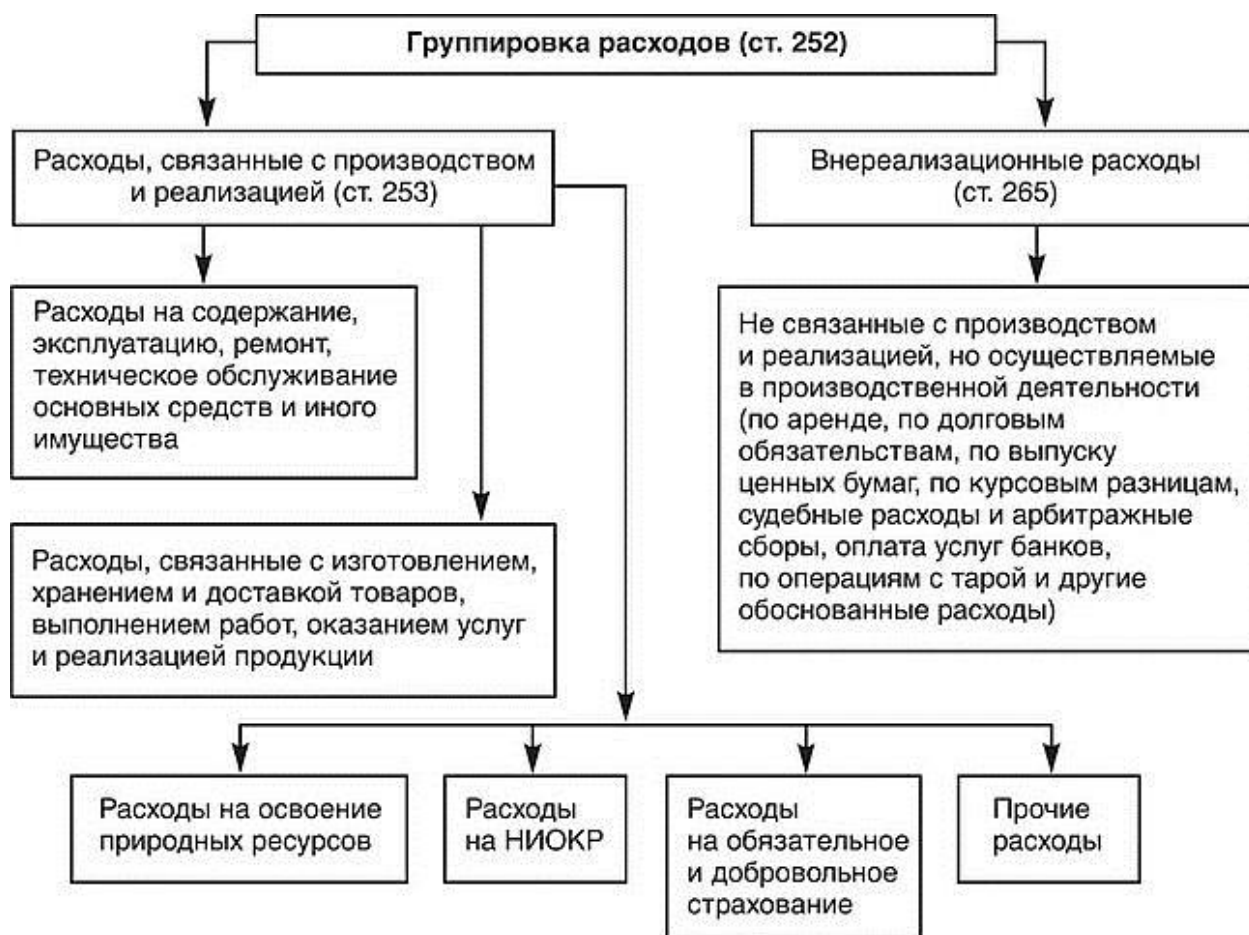 Группировка расходов (ст. 252)
Расходы, связанные с производством
и реализацией (ст. 253)
Внереализационные расходы
(ст. 265)
Расходы на содержание,
эксплуатацию, ремонт,
техническое обслуживание
основных средств и иного
имущества
Не связанные с производством
и реализацией, но осуществляемые
в производственной деятельности
(по аренде, по долговым
обязательствам, по выпуску
ценных бумаг, по курсовым разницам,
судебные расходы и арбитражные
сборы, оплата услуг банков,
по операциям с тарой и другие
обоснованные расходы)
Расходы, связанные с изготовлением,
хранением и доставкой товаров,
выполнением работ, оказанием услуг
и реализацией продукции
Расходы на освоение
природных ресурсов
Расходы
на НИОКР
Расходы
на обязательное
и добровольное
страхование
Прочие
расходы